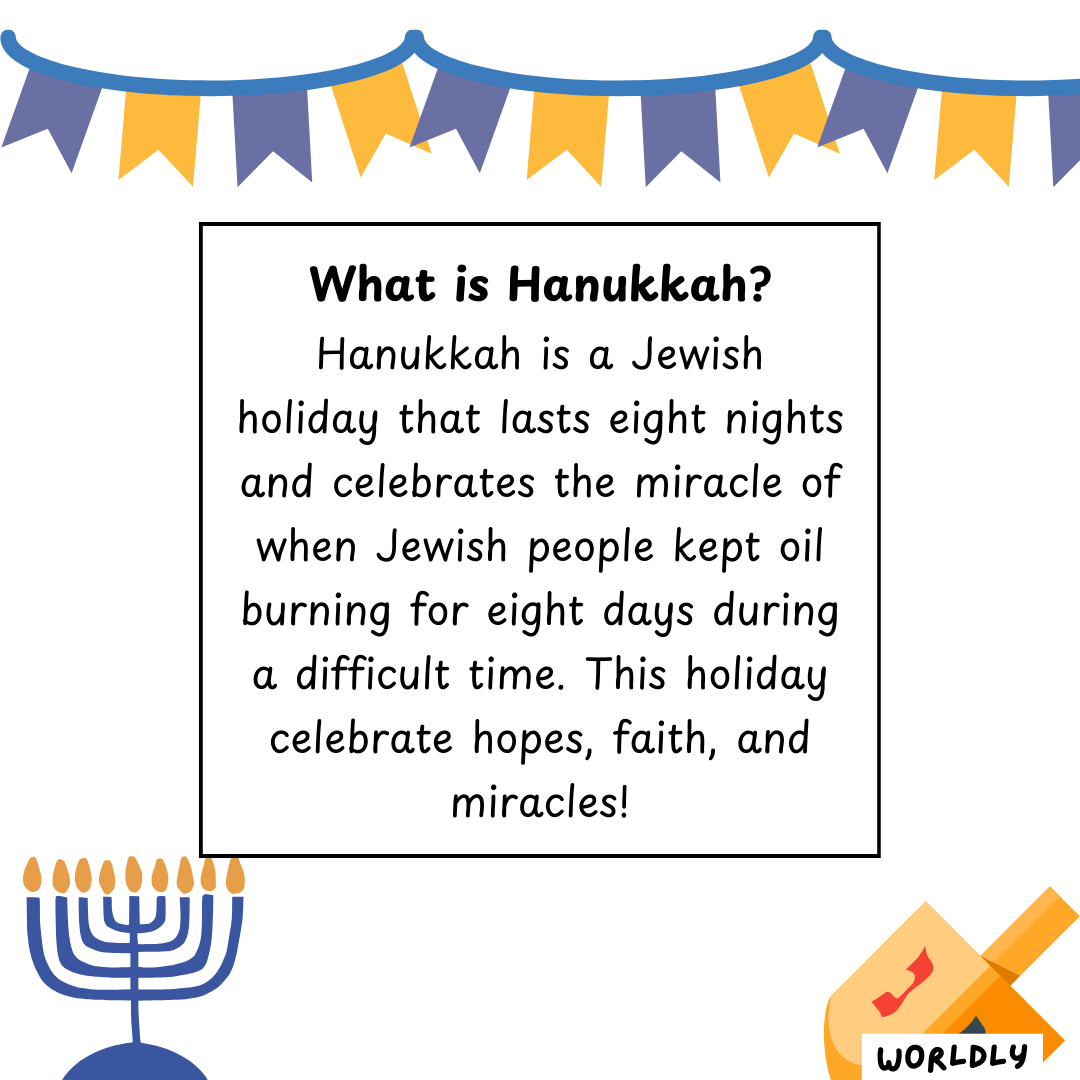 What is Hanukkah?
Hanukkah is a Jewish
holiday that lasts eight nights
and celebrates the miracle of
when Jewish people kept oil
burning for eight days during
a difficult time. This holiday
celebrate hopes, faith, and
miracles!
נ
WORLDLY